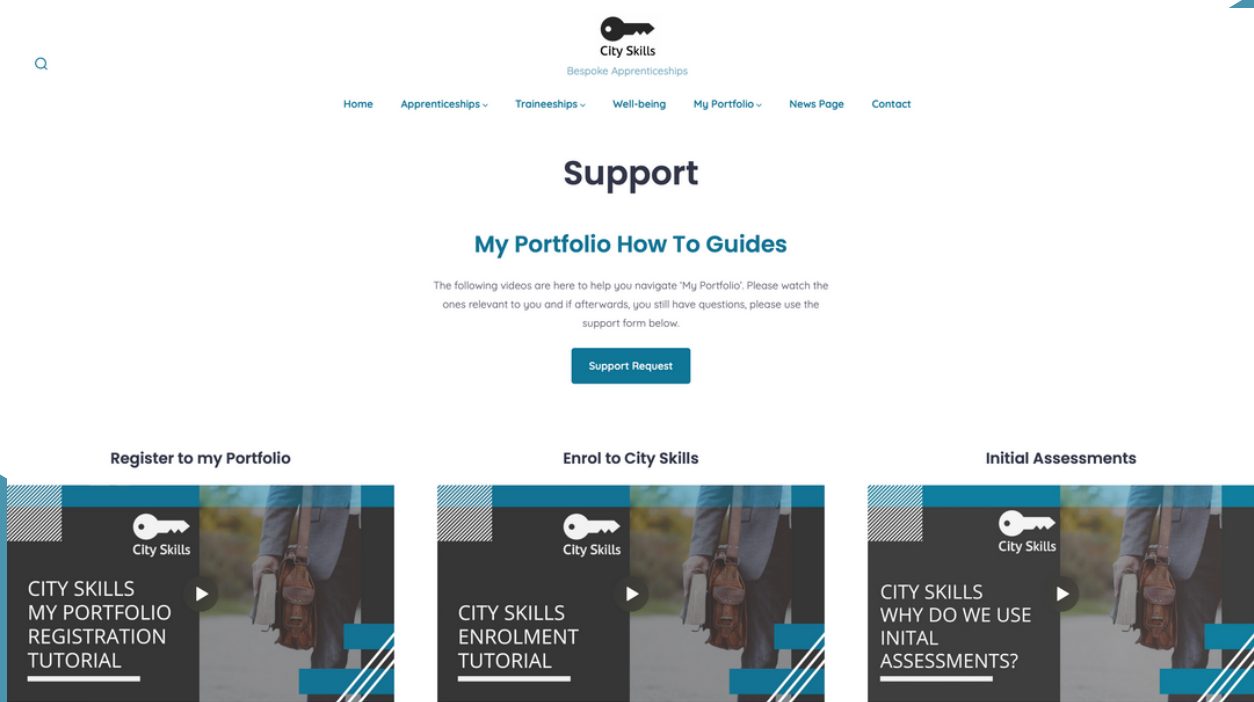 City Skills
Bespoke Apprenticeships
Home Apprenticeships Traineeships Well-being My Portfolio News Page Contact
Support
My Portfolio How To Guides
The following videos are here to help you navigate 'My Portfolio'. Please watch the
ones relevant to you and if afterwards, you still have questions, please use the
support form below.
Support Request
Register to my Portfolio
City Skills
CITY SKILLS
MY PORTFOLIO
REGISTRATION
TUTORIAL
Enrol to City Skills
City Skills
CITY SKILLS
ENROLMENT
TUTORIAL
Initial Assessments
City Skills
CITY SKILLS
WHY DO WE USE
INITAL
ASSESSMENTS?